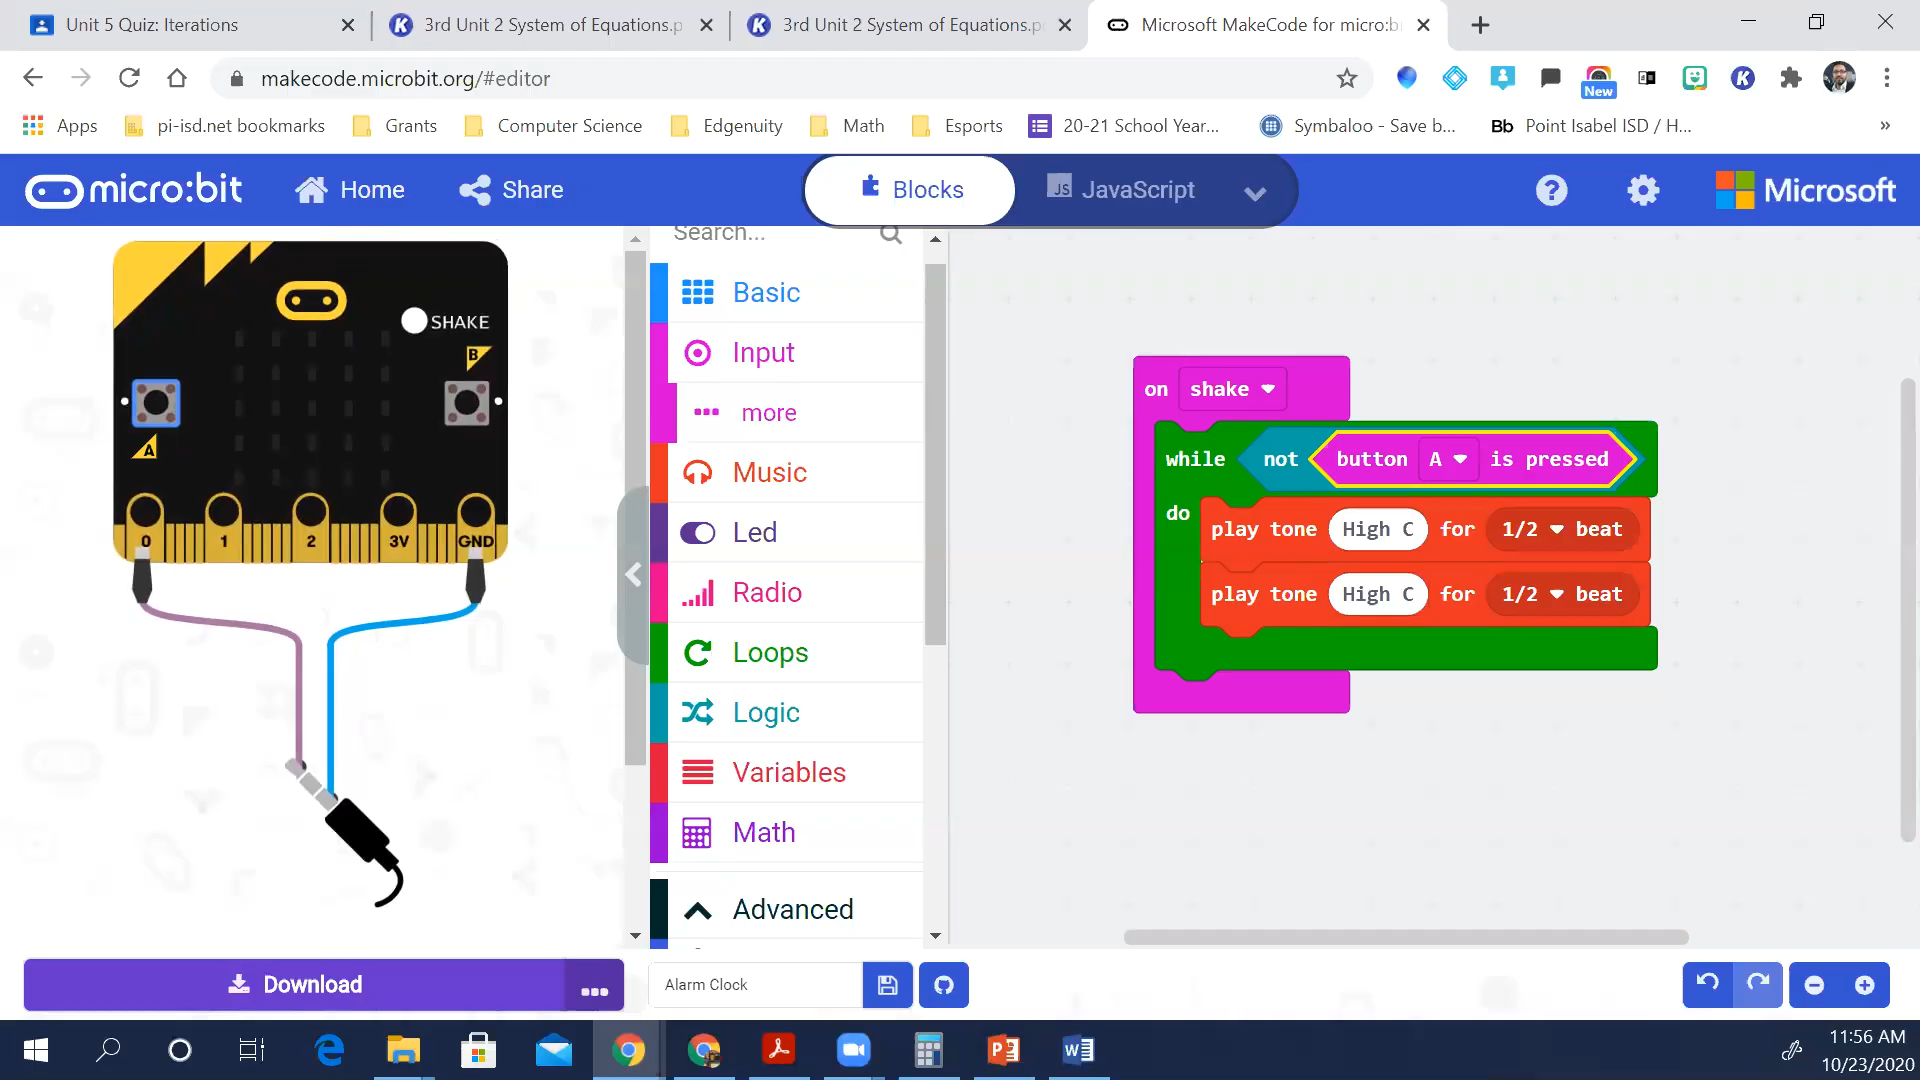 Unit 5 Quiz: Iterations
3rd Unit 2 System of Equations.p
3rd Unit 2 System of Equations.p
Microsoft MakeCode for micro:b
makecode.microbit.org/#editor
New
Apps
pi-isd.net bookmarks
Grants
Computer Science
Edgenuity
Math
Esports
20-21 School Year...
Symbaloo - Save b...
Bb Point Isabel ISD / H...
micro:bit
Home
Share
Blocks
JS JavaScript
Microsoft
SHAKE
B
A
0 1 2 3V GND
Search...
Basic
Input
more
Music
Led
Radio
Loops
Logic
Variables
Math
Advanced
on shake
while not button A is pressed
do
play tone High C for 1/2 beat
play tone High C for 1/2 beat
Download
Alarm Clock
11:56 AM
10/23/2020